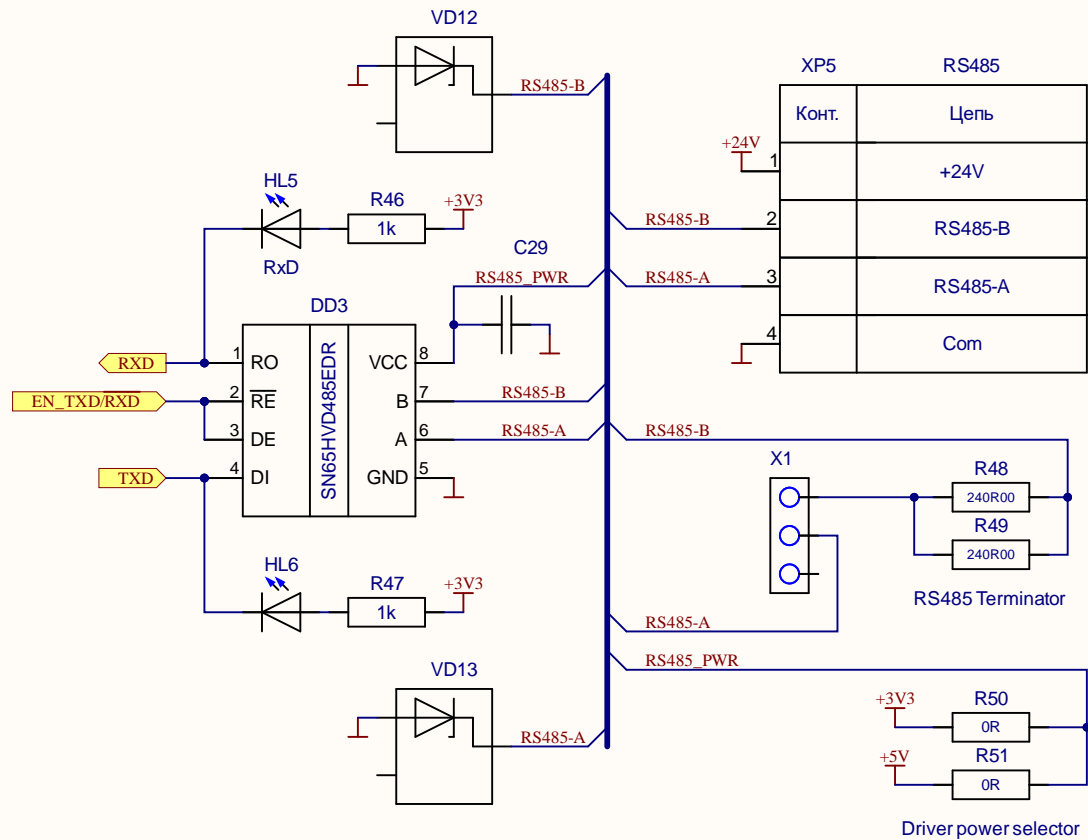 VD12
RS485-B
XP5 RS485
Конт. Цепь
+24V
1 +24V
2 RS485-B
RS485-B
3 RS485-A
RS485-A
4 Com
HL5
R46
+3V3
1k
RxD
C29
RS485_PWR
DD3
SN65HVD485EDR
RXD 1 RO VCC 8
EN_TXD/RXD 2 RE B 7 RS485-B
3 DE A 6 RS485-A
TXD 4 DI GND 5
RS485-B
X1
R48
240R00
R49
240R00
RS485 Terminator
HL6
R47
+3V3
1k
RS485-A
RS485_PWR
VD13
RS485-A
+3V3
R50
0R
+5V
R51
0R
Driver power selector